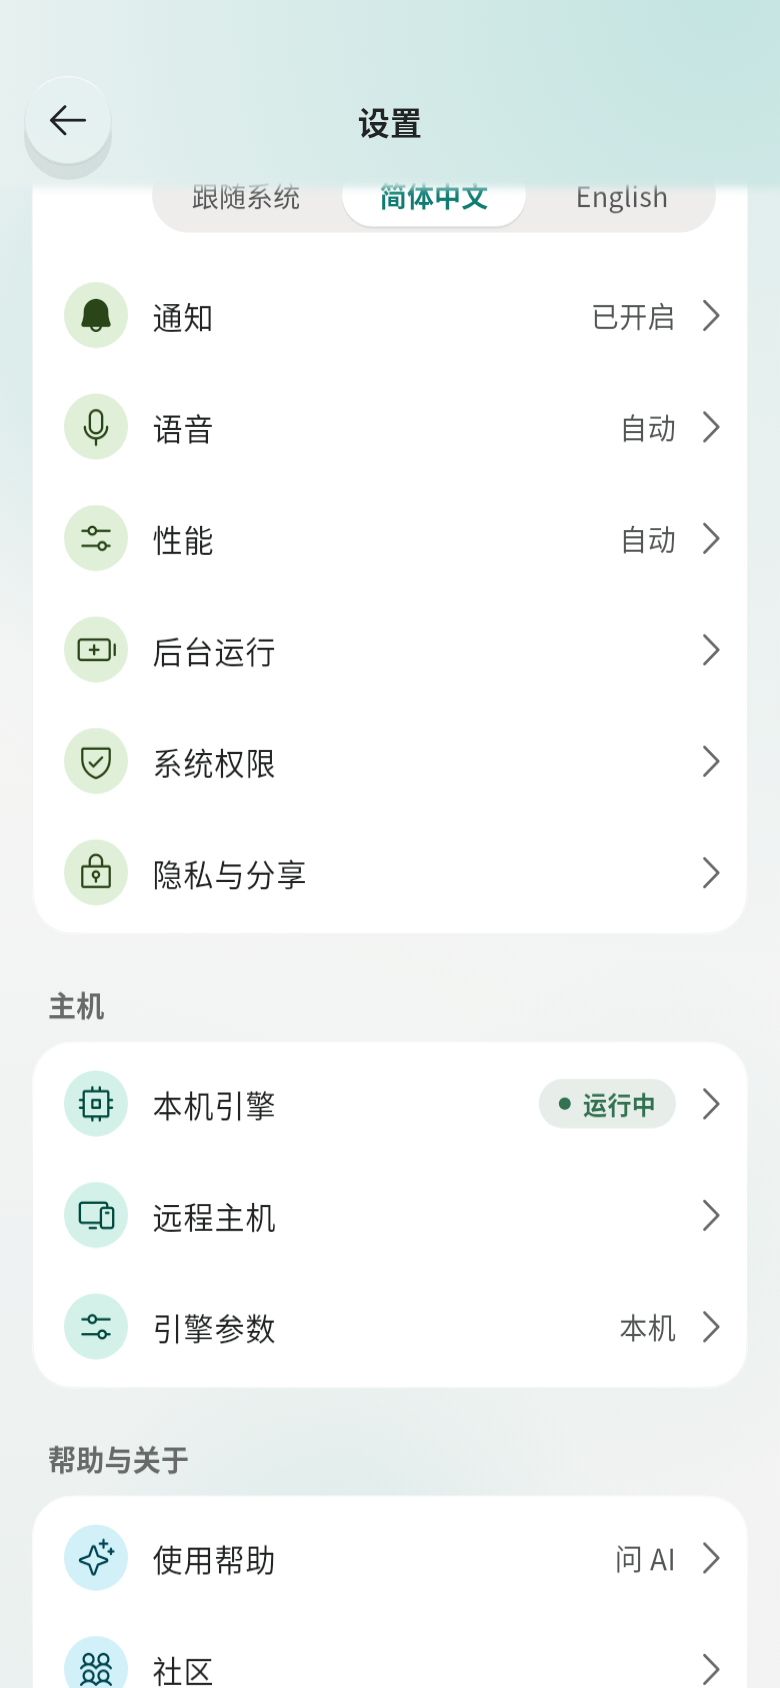 设置
跟随系统 简体中文 English
通知 已开启
语音 自动
性能 自动
后台运行
系统权限
隐私与分享
主机
本机引擎 运行中
远程主机
引擎参数 本机
帮助与关于
使用帮助 问 AI
社区